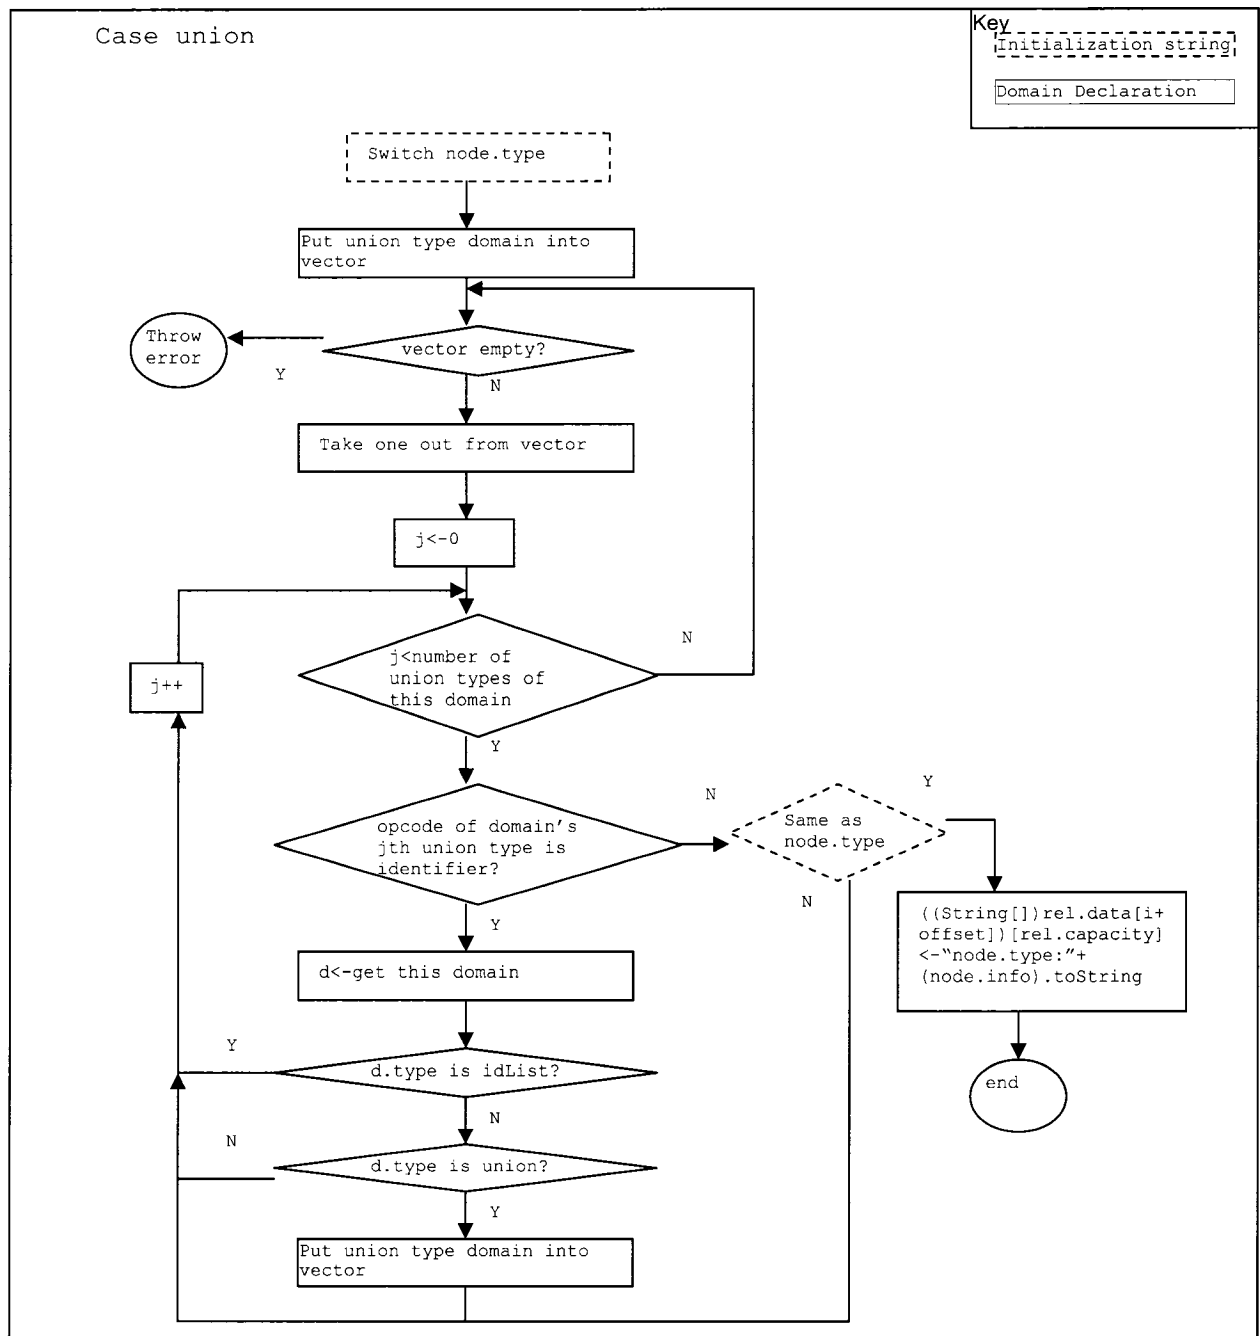 Case union
Key
Initialization string
Domain Declaration
Switch node.type
Put union type domain into
vector
Throw
error
vector empty?
Y
N
Take one out from vector
j<-0
N
j<number of
union types of
this domain
j++
Y
N
Y
Same as
node.type
opcode of domain's
jth union type is
identifier?
N
Y
((String[])rel.data[i+
offset])[rel.capacity]
<-“node.type:”+
(node.info).toString
d<-get this domain
Y
d.type is idList?
end
N
N
d.type is union?
Y
Put union type domain into
vector